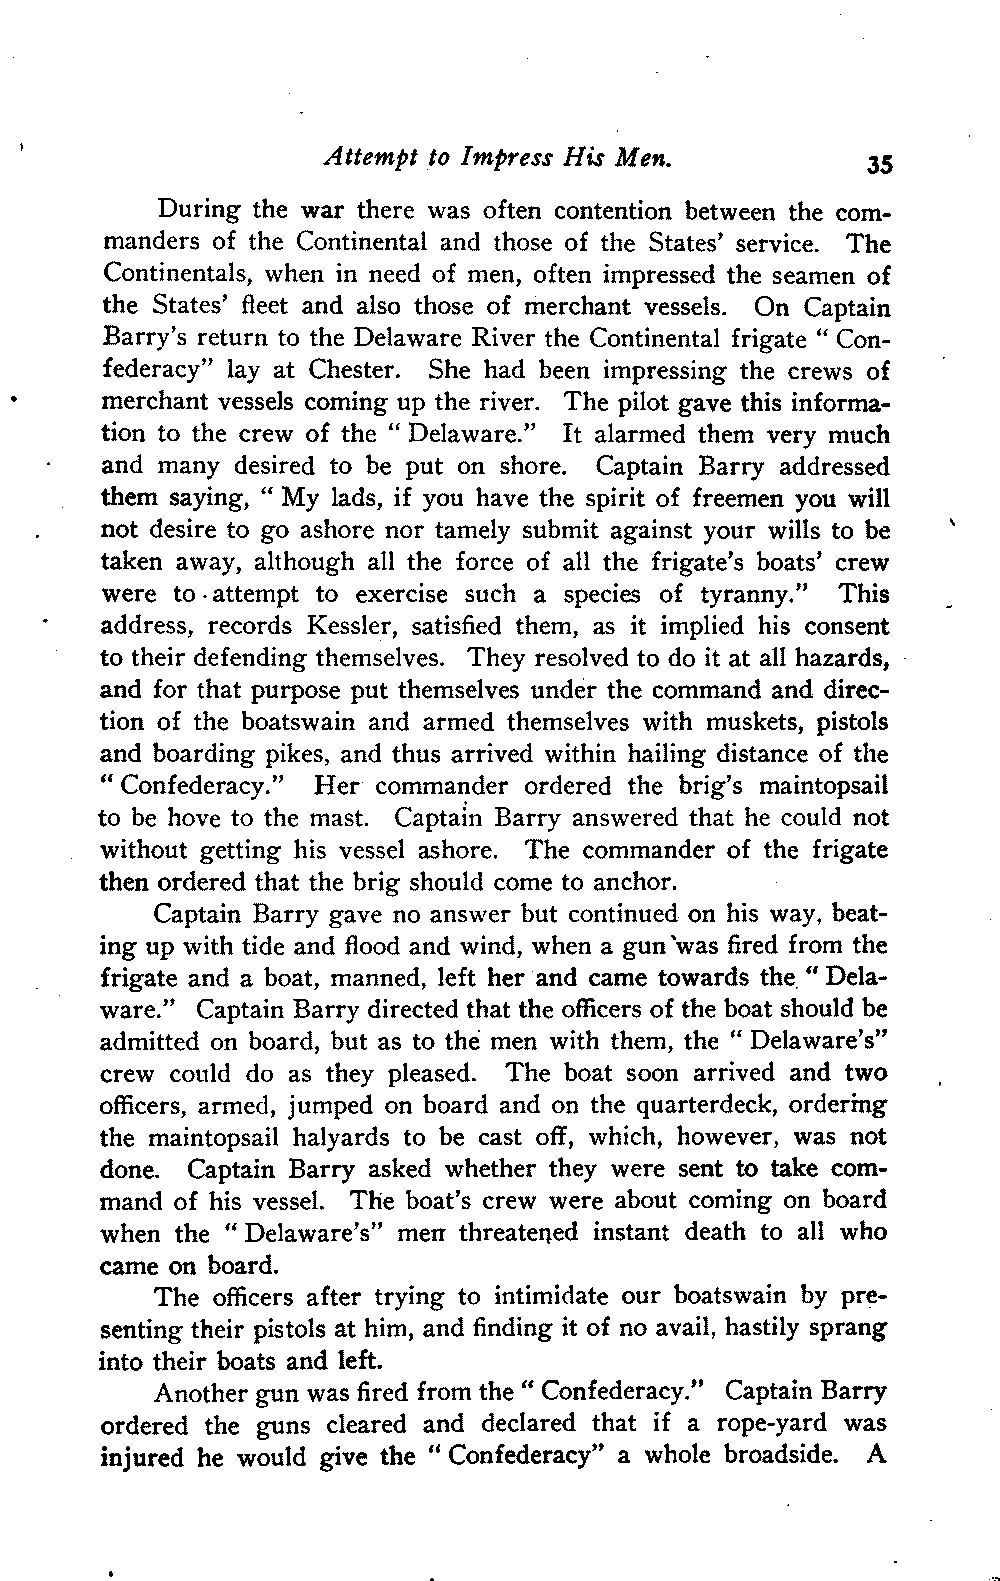 Attempt to Impress His Men. 35
During the war there was often contention between the com-
manders of the Continental and those of the States' service. The
Continentals, when in need of men, often impressed the seamen of
the States' fleet and also those of merchant vessels. On Captain
Barry's return to the Delaware River the Continental frigate " Con-
federacy" lay at Chester. She had been impressing the crews of
merchant vessels coming up the river. The pilot gave this informa-
tion to the crew of the " Delaware." It alarmed them very much
and many desired to be put on shore. Captain Barry addressed
them saying, " My lads, if you have the spirit of freemen you will
not desire to go ashore nor tamely submit against your wills to be
taken away, although all the force of all the frigate's boats' crew
were to attempt to exercise such a species of tyranny." This
address, records Kessler, satisfied them, as it implied his consent
to their defending themselves. They resolved to do it at all hazards,
and for that purpose put themselves under the command and direc-
tion of the boatswain and armed themselves with muskets, pistols
and boarding pikes, and thus arrived within hailing distance of the
" Confederacy." Her commander ordered the brig's maintopsail
to be hove to the mast. Captain Barry answered that he could not
without getting his vessel ashore. The commander of the frigate
then ordered that the brig should come to anchor.
Captain Barry gave no answer but continued on his way, beat-
ing up with tide and flood and wind, when a gun was fired from the
frigate and a boat, manned, left her and came towards the " Dela-
ware." Captain Barry directed that the officers of the boat should be
admitted on board, but as to the men with them, the " Delaware's"
crew could do as they pleased. The boat soon arrived and two
officers, armed, jumped on board and on the quarterdeck, ordering
the maintopsail halyards to be cast off, which, however, was not
done. Captain Barry asked whether they were sent to take com-
mand of his vessel. The boat's crew were about coming on board
when the " Delaware's" men threatened instant death to all who
came on board.
The officers after trying to intimidate our boatswain by pre-
senting their pistols at him, and finding it of no avail, hastily sprang
into their boats and left.
Another gun was fired from the " Confederacy." Captain Barry
ordered the guns cleared and declared that if a rope-yard was
injured he would give the " Confederacy" a whole broadside. A